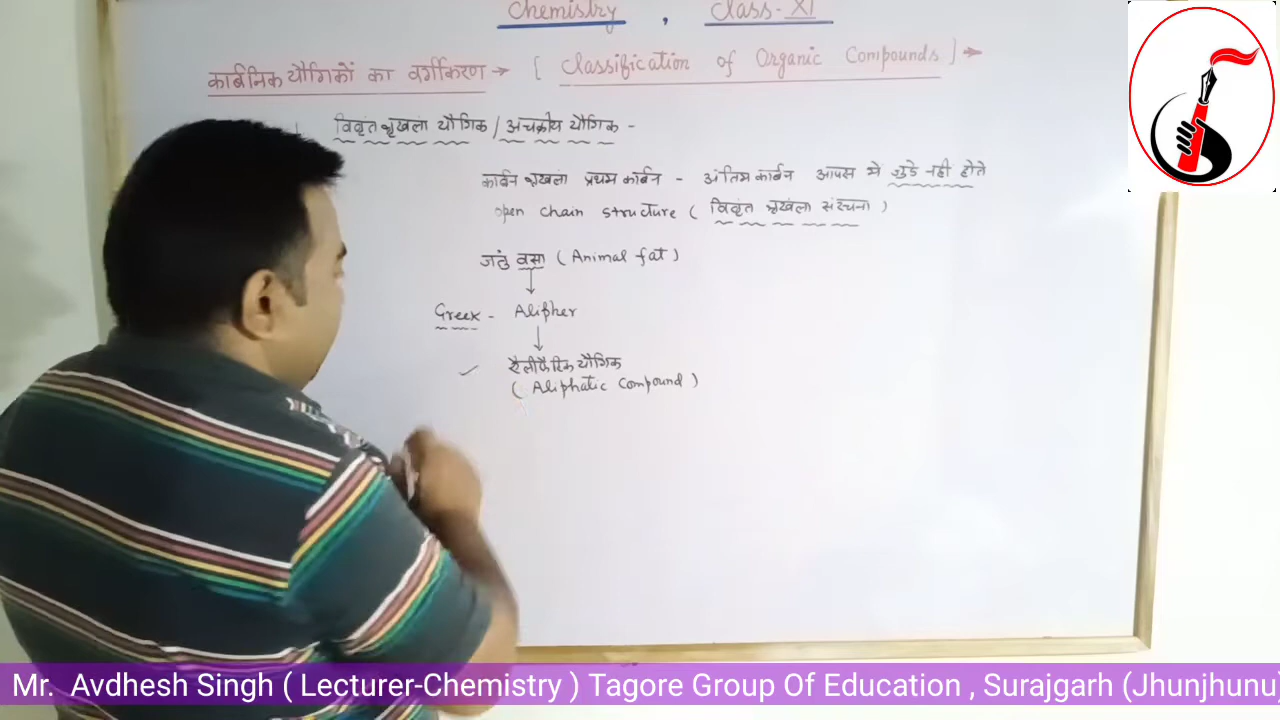 Chemistry , Class- XI
कार्बनिक यौगिकों का वर्गीकरण → [ Classification of Organic Compounds ] →
विवृत श्रृंखला यौगिक / अचक्रीय यौगिक -
कार्बन श्रृंखला प्रथम कार्बन - अंतिम कार्बन आपस मे जुडे नही होते
open chain structure ( विवृत श्रृंखला संरचना )
जतुं वसा ( Animal fat )
Greek - Alipher
ऐलीफैटिक यौगिक
( Aliphatic Compound )
Mr. Avdhesh Singh ( Lecturer-Chemistry ) Tagore Group Of Education , Surajgarh (Jhunjhunu)